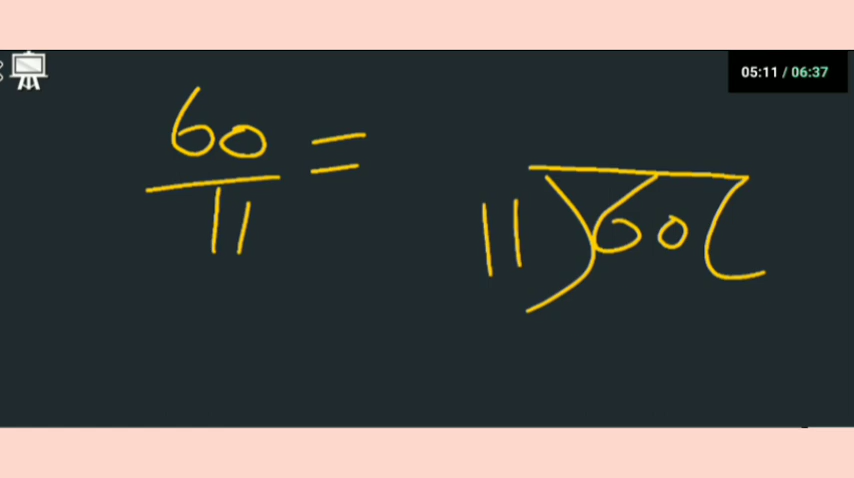 05:11 / 06:37
60
11
=
11)60(